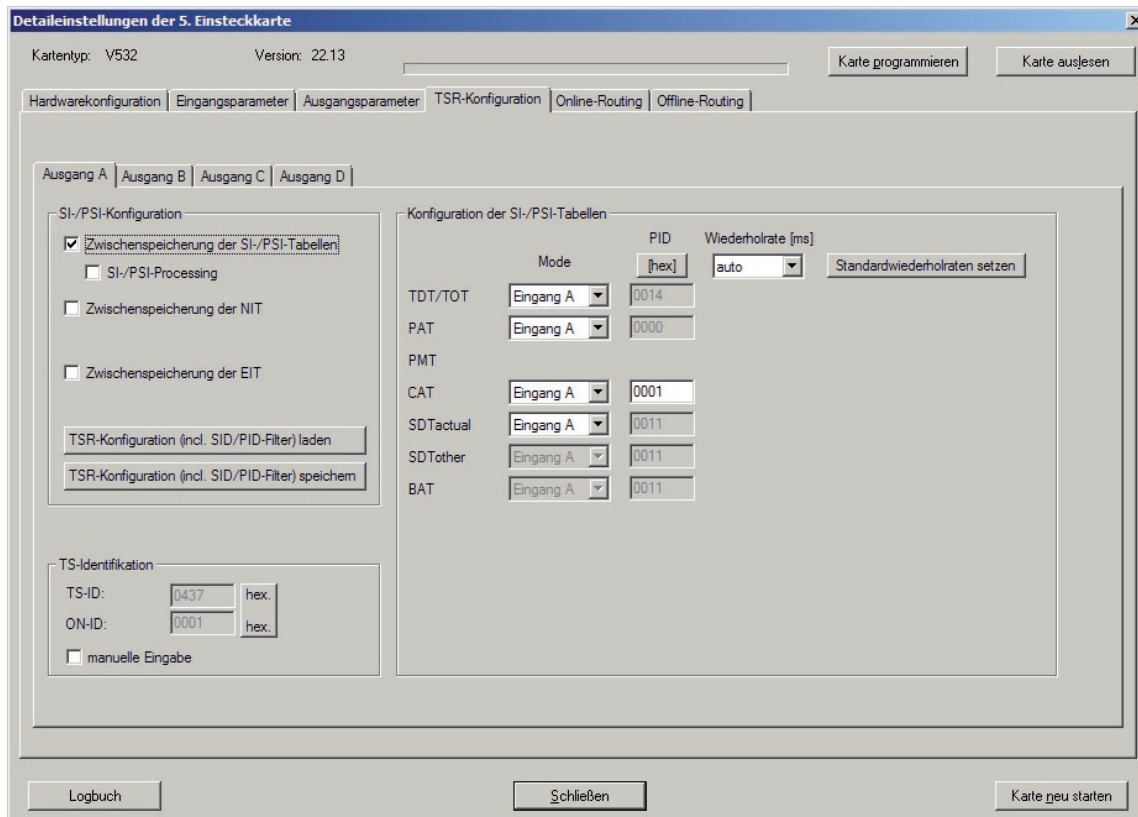 Detaileinstellungen der 5. Einsteckkarte
Kartentyp: V532 Version: 22.13 Karte programmieren Karte auslesen
Hardwarekonfiguration Eingangsparameter Ausgangsparameter TSR-Konfiguration Online-Routing Offline-Routing
Ausgang A Ausgang B Ausgang C Ausgang D
SI-/PSI-Konfiguration
Zwischenspeicherung der SI-/PSI-Tabellen
SI-/PSI-Processing
Zwischenspeicherung der NIT
Zwischenspeicherung der EIT
TSR-Konfiguration (incl. SID/PID-Filter) laden
TSR-Konfiguration (incl. SID/PID-Filter) speichern
TS-Identifikation
TS-ID: 0437 hex.
ON-ID: 0001 hex.
manuelle Eingabe
Konfiguration der SI-/PSI-Tabellen
PID Wiederholrate [ms]
Mode [hex] auto Standardwiederholraten setzen
TDT/TOT Eingang A 0014
PAT Eingang A 0000
PMT
CAT Eingang A 0001
SDTactual Eingang A 0011
SDTother Eingang A 0011
BAT Eingang A 0011
Logbuch Schließen Karte neu starten